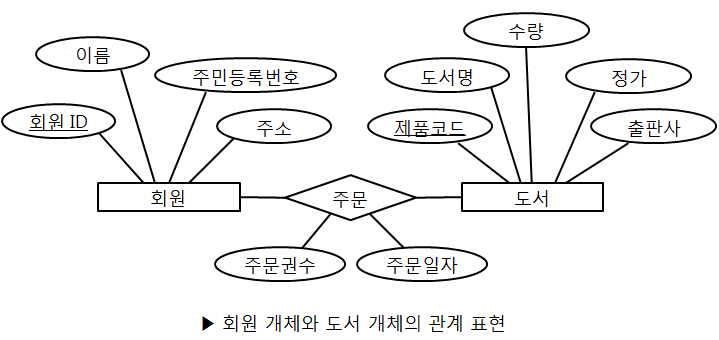 수량
이름
주민등록번호
도서명
정가
회원 ID
주소
제품코드
출판사
회원
주문
도서
주문권수
주문일자
▶ 회원 개체와 도서 개체의 관계 표현